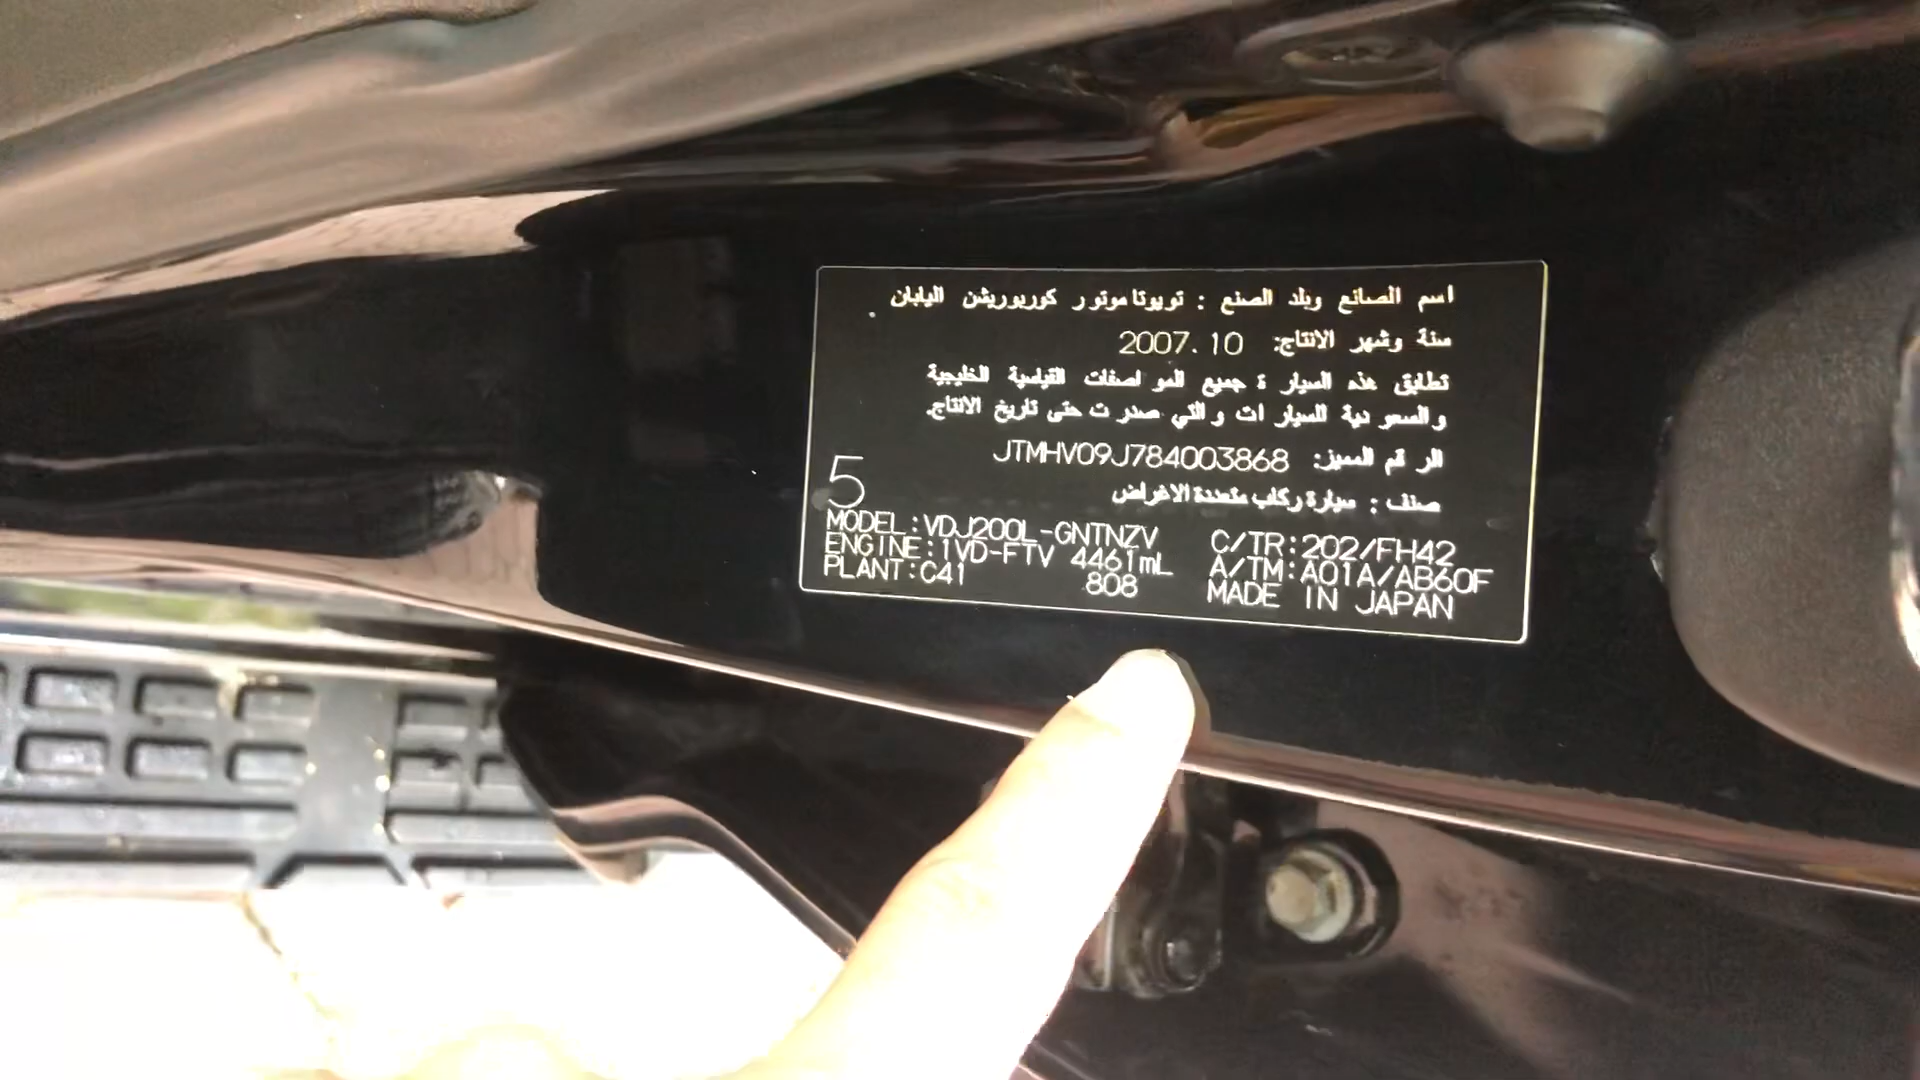 اسم الصانع وبلد الصنع : تويوتا موتور كوربوريشن اليابان
سنة وشهر الانتاج: 2007.10
تطابق هذه السيارة جميع المواصفات القياسية الخليجية
والسعودية للسيارات والتي صدرت حتى تاريخ الانتاج.
الرقم المميز: JTMHV09J784003868
صنف : سيارة ركاب متعددة الاغراض
5
MODEL:VDJ200L-GNTNZV C/TR:202/FH42
ENGINE:1VD-FTV 4461mL A/TM:A01A/AB60F
PLANT:C41 808 MADE IN JAPAN